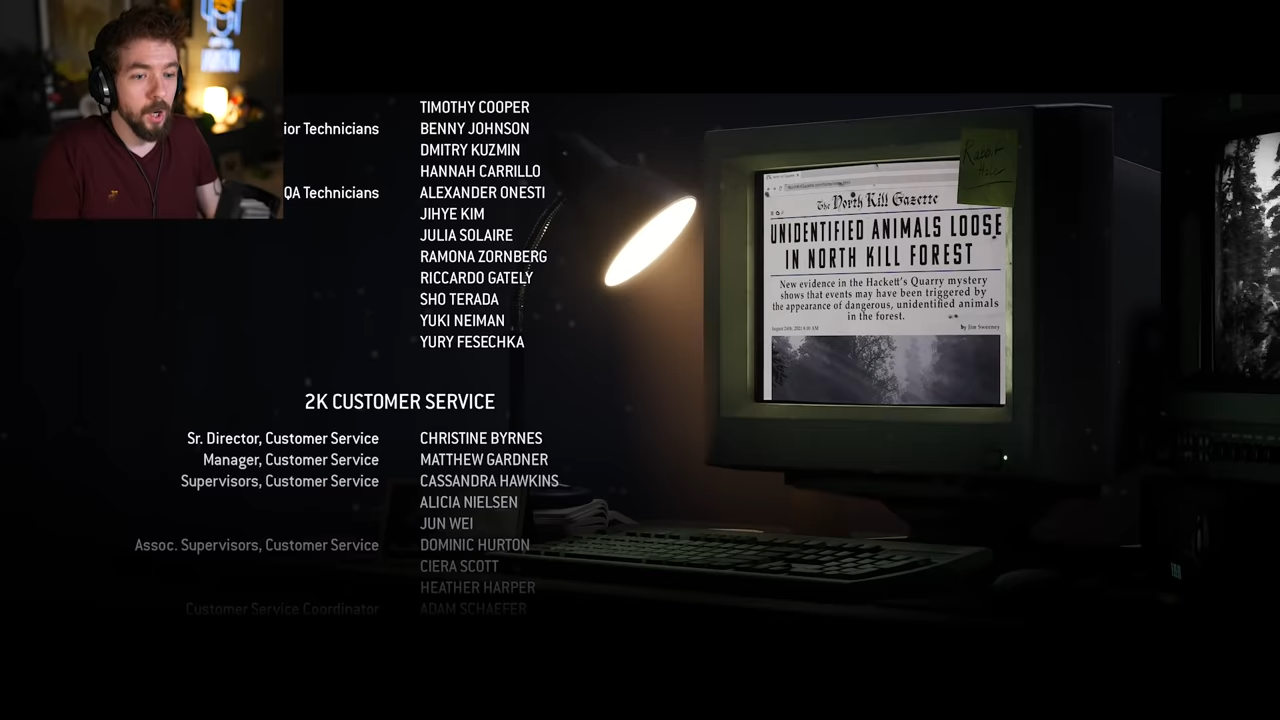 TIMOTHY COOPER
ior Technicians BENNY JOHNSON
DMITRY KUZMIN
HANNAH CARRILLO
QA Technicians ALEXANDER ONESTI
JIHYE KIM
JULIA SOLAIRE
RAMONA ZORNBERG
RICCARDO GATELY
SHO TERADA
YUKI NEIMAN
YURY FESECHKA
2K CUSTOMER SERVICE
Sr. Director, Customer Service CHRISTINE BYRNES
Manager, Customer Service MATTHEW GARDNER
Supervisors, Customer Service CASSANDRA HAWKINS
ALICIA NIELSEN
JUN WEI
Assoc. Supervisors, Customer Service DOMINIC HURTON
CIERA SCOTT
HEATHER HARPER
Customer Service Coordinator ADAM SCHAEFER
Rabbit
Hole
The North Kill Gazette
UNIDENTIFIED ANIMALS LOOSE
IN NORTH KILL FOREST
New evidence in the Hackett's Quarry mystery
shows that events may have been triggered by
the appearance of dangerous, unidentified animals
in the forest.
by Jim Sweeney